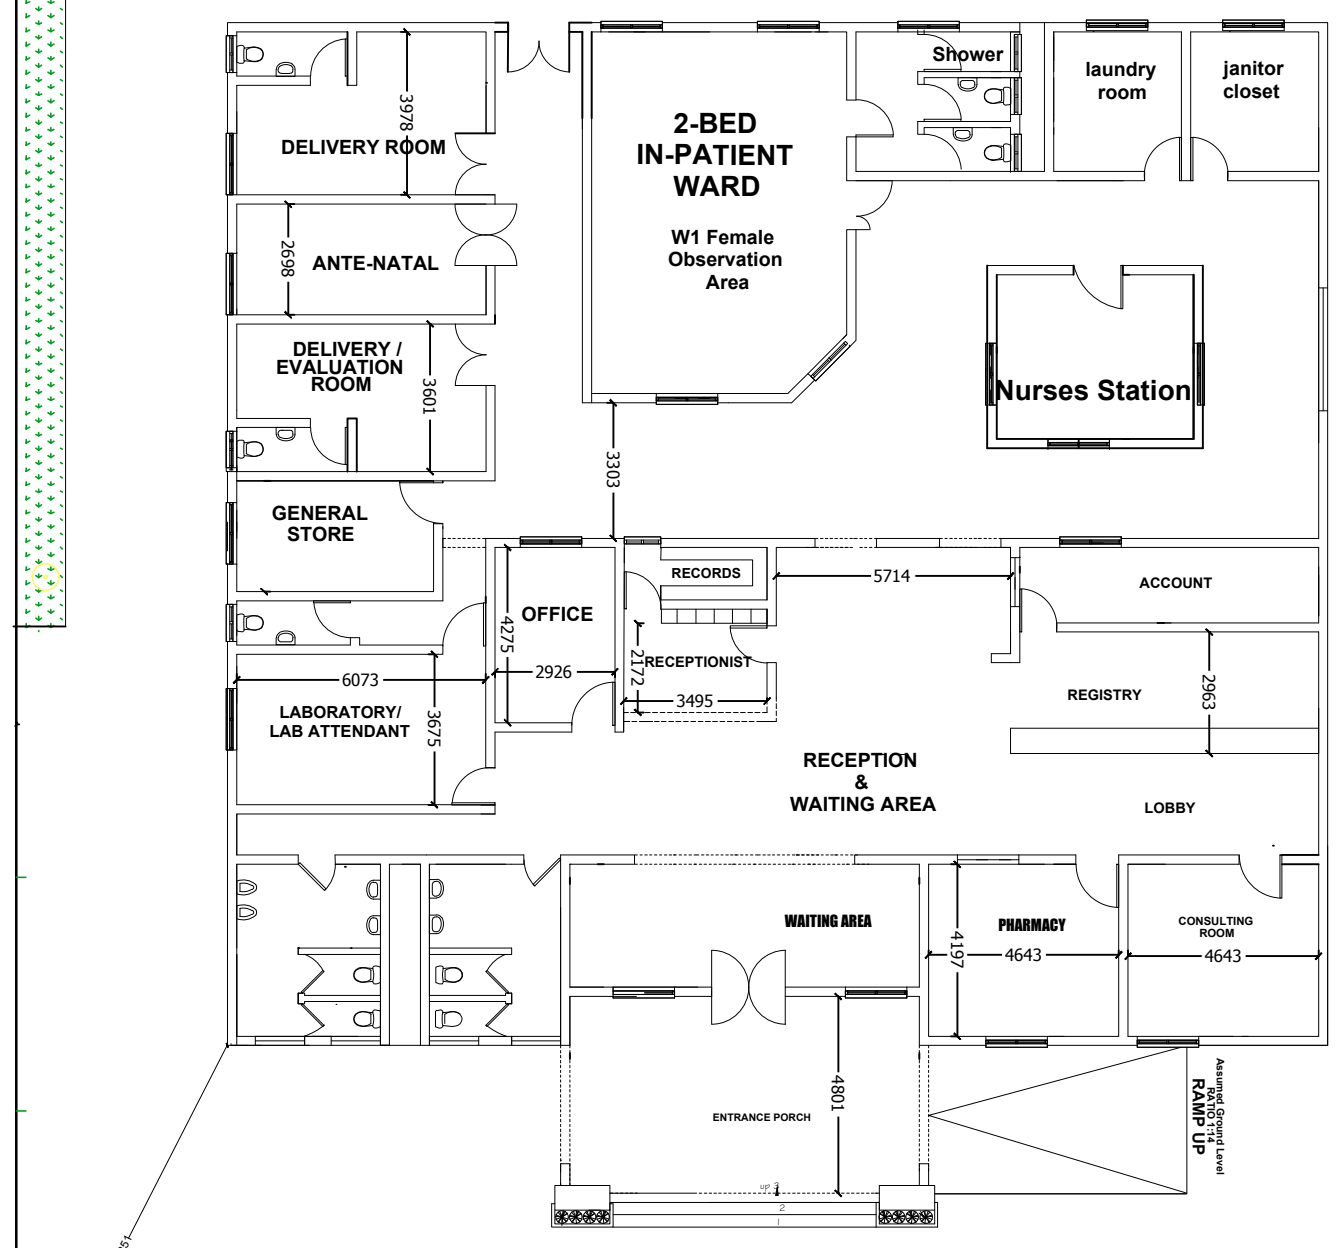 Shower
laundry
room
janitor
closet
3978
DELIVERY ROOM
2-BED
IN-PATIENT
WARD
W1 Female
Observation
Area
2698
ANTE-NATAL
DELIVERY /
EVALUATION
ROOM
3601
Nurses Station
3303
GENERAL
STORE
RECORDS
5714
ACCOUNT
OFFICE
4275
2926
2172
RECEPTIONIST
3495
6073
3675
LABORATORY/
LAB ATTENDANT
REGISTRY
2963
RECEPTION
&
WAITING AREA
LOBBY
WAITING AREA
PHARMACY
4197
4643
CONSULTING
ROOM
4643
4801
ENTRANCE PORCH
Assumed Ground Level
RATIO 1:14
RAMP UP
up 3
2
1